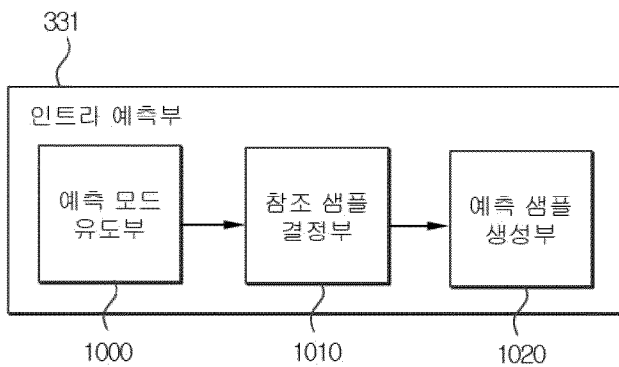 331
인트라 예측부
예측 모드
유도부
참조 샘플
결정부
예측 샘플
생성부
1000
1010
1020